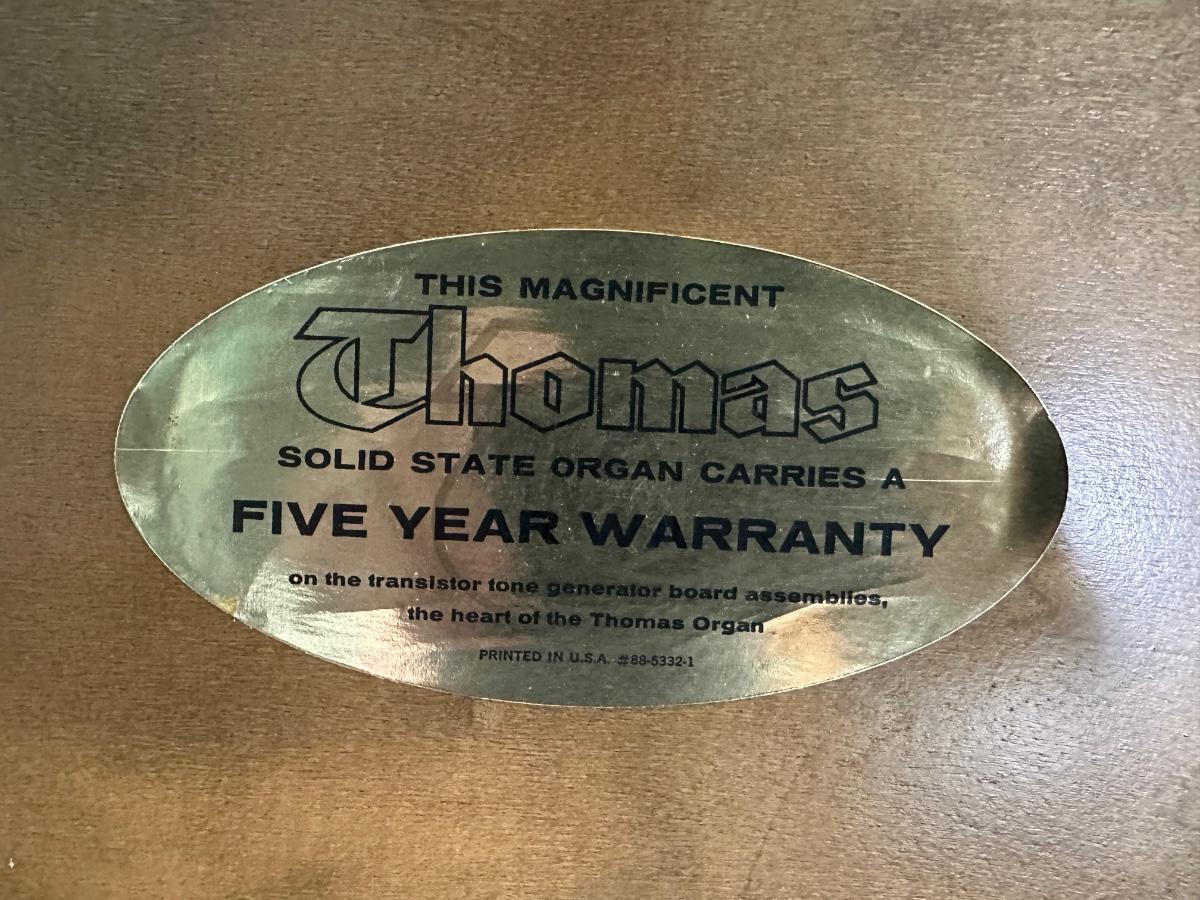 THIS MAGNIFICENT
Thomas
SOLID STATE ORGAN CARRIES A
FIVE YEAR WARRANTY
on the transistor tone generator board assemblies,
the heart of the Thomas Organ
PRINTED IN U.S.A. #88-5332-1